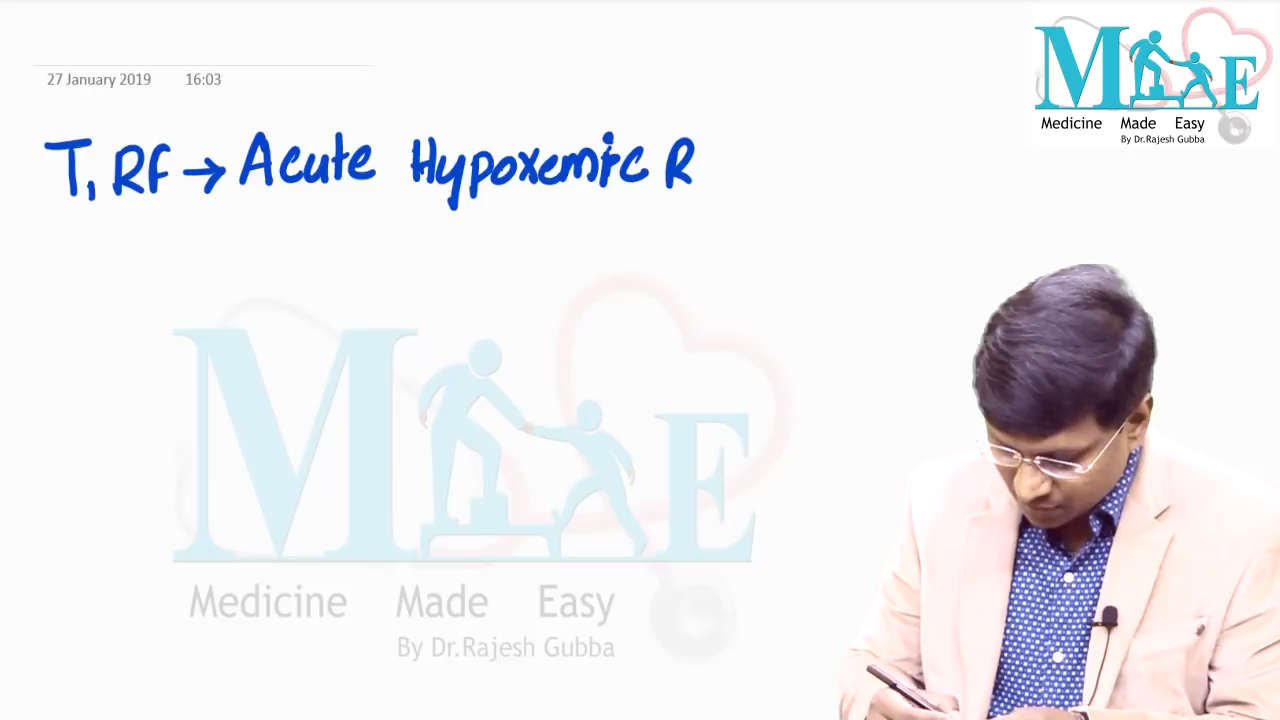 27 January 2019 16:03
T, RF → Acute Hypoxemic R
M E
Medicine Made Easy
By Dr.Rajesh Gubba
M E
Medicine Made Easy
By Dr.Rajesh Gubba